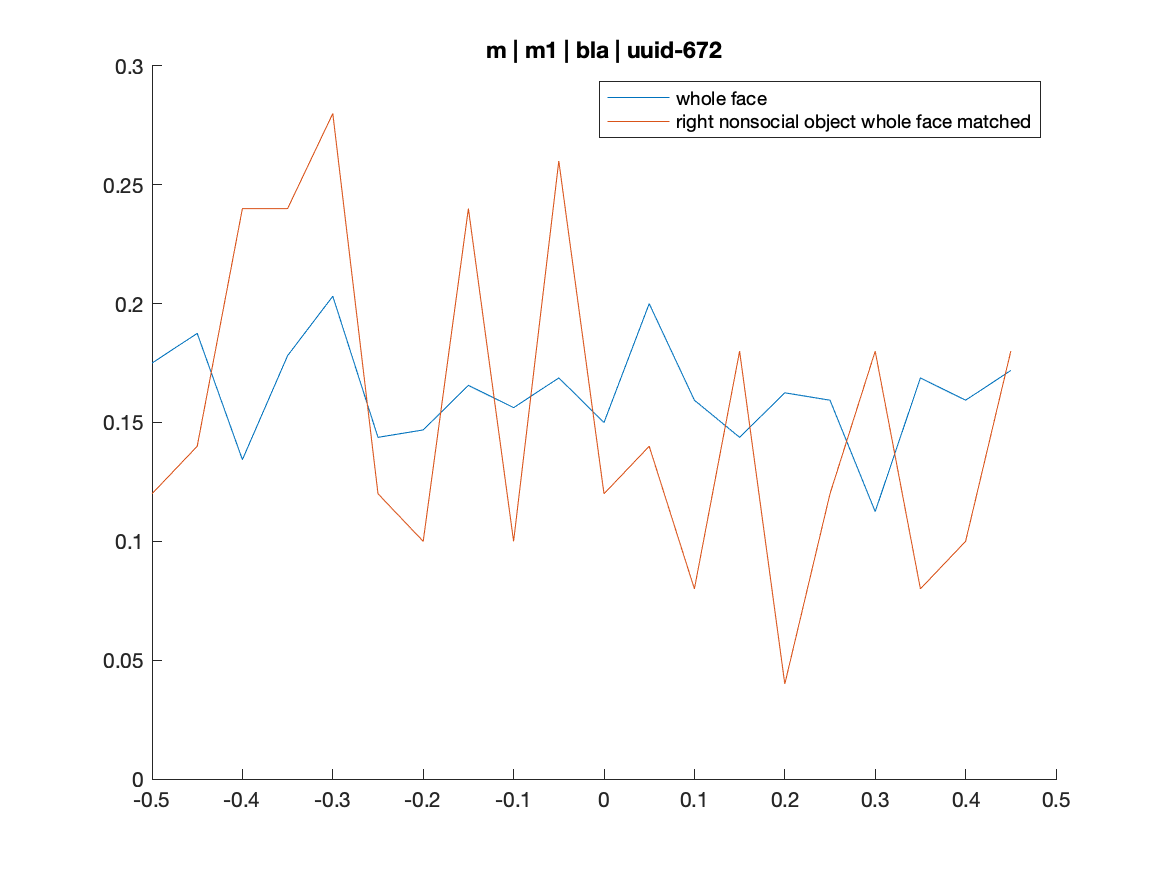 m | m1 | bla | uuid-672
whole face
right nonsocial object whole face matched
0.3
0.25
0.2
0.15
0.1
0.05
0
-0.5 -0.4 -0.3 -0.2 -0.1 0 0.1 0.2 0.3 0.4 0.5